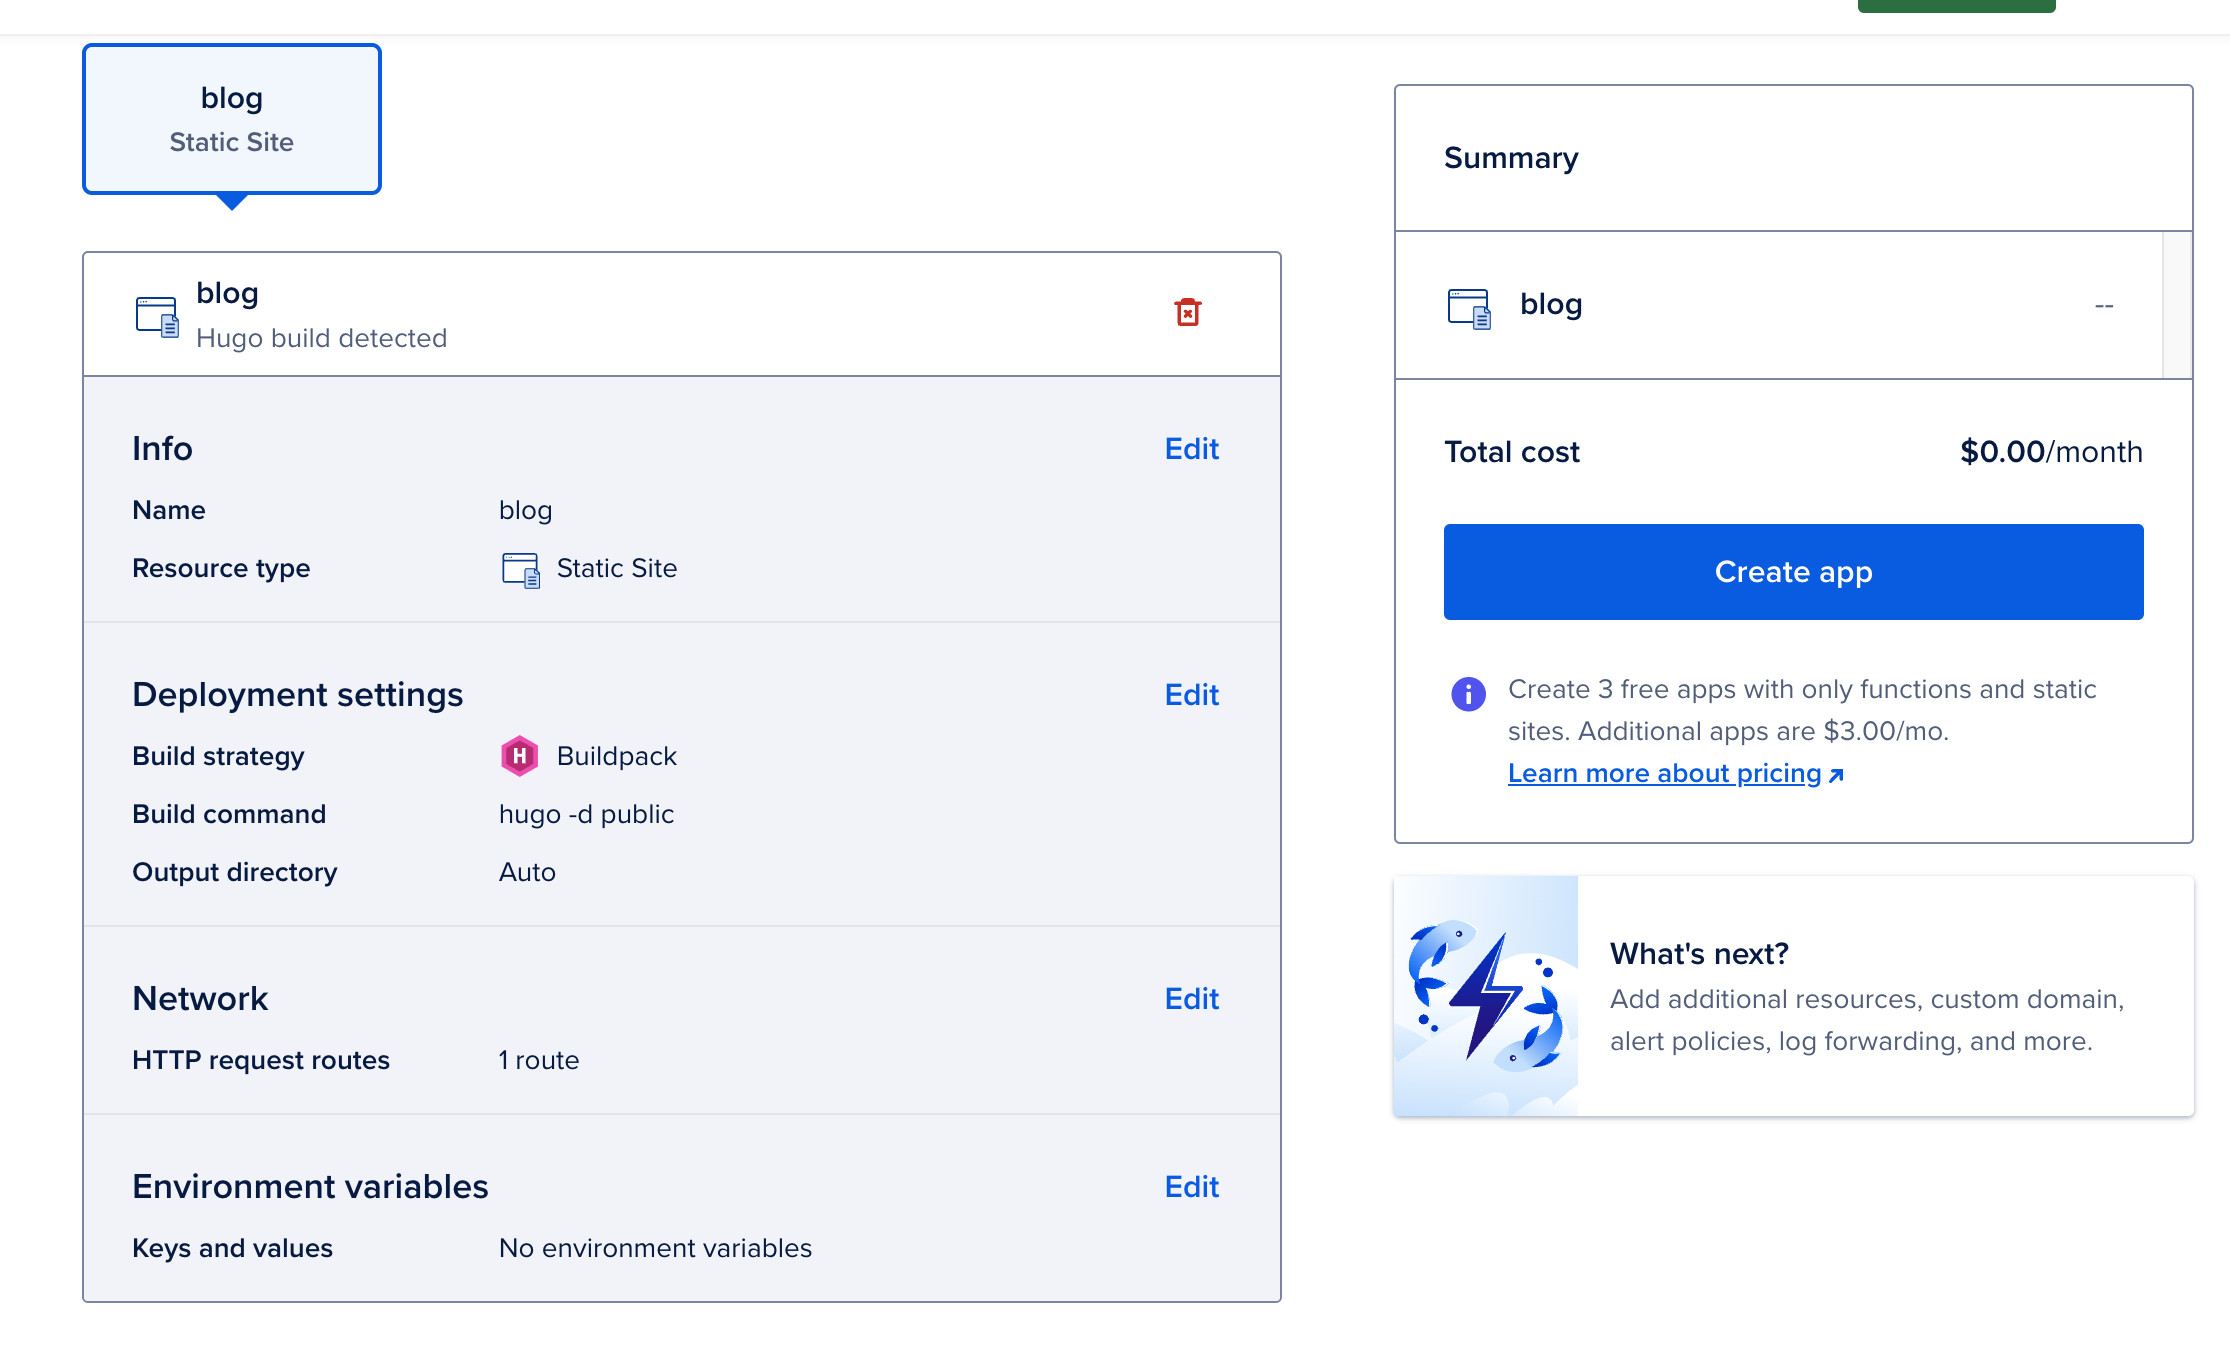 blog
Static Site
blog
Hugo build detected
Info
Edit
Name
blog
Resource type
Static Site
Deployment settings
Edit
Build strategy
H
Buildpack
Build command
hugo -d public
Output directory
Auto
Network
Edit
HTTP request routes
1 route
Environment variables
Edit
Keys and values
No environment variables
Summary
blog
--
Total cost
$0.00/month
Create app
Create 3 free apps with only functions and static
sites. Additional apps are $3.00/mo.
Learn more about pricing
What's next?
Add additional resources, custom domain,
alert policies, log forwarding, and more.